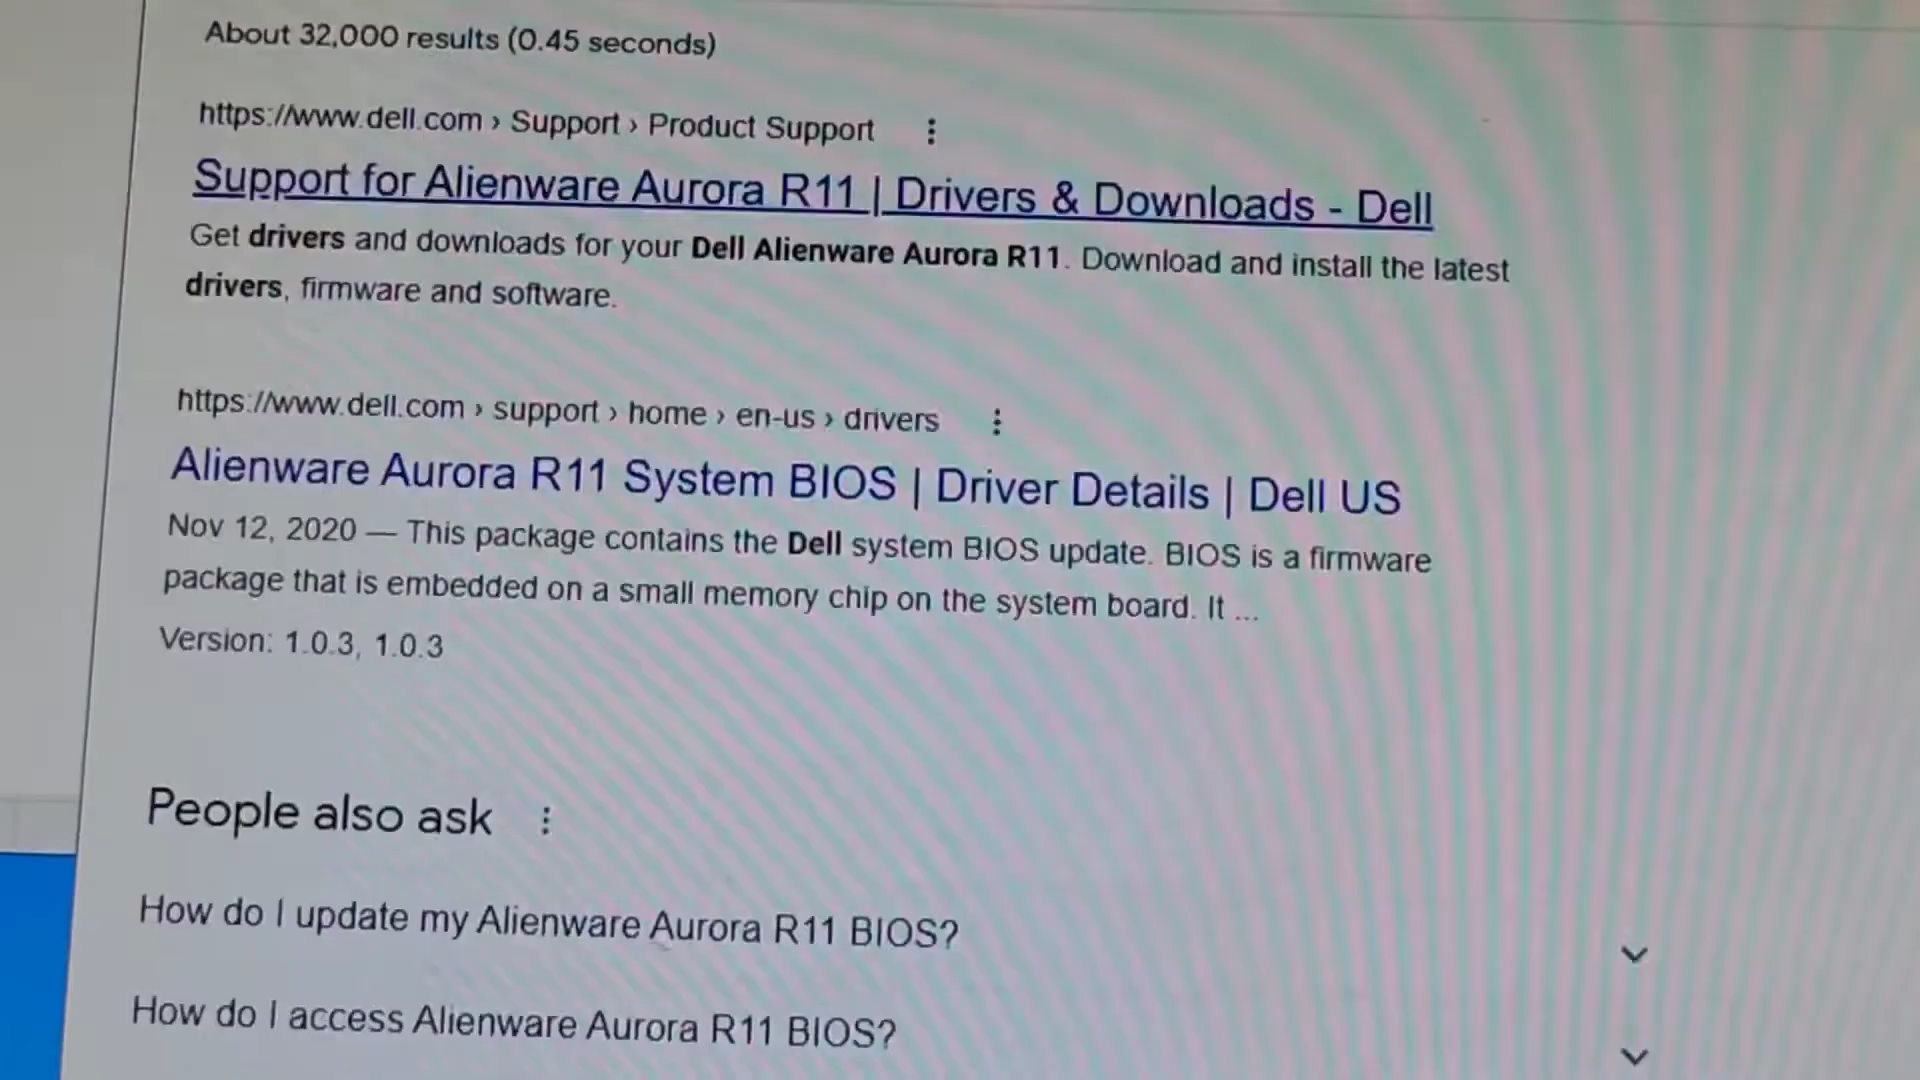 About 32,000 results (0.45 seconds)
https://www.dell.com › Support › Product Support
Support for Alienware Aurora R11 | Drivers & Downloads - Dell
Get drivers and downloads for your Dell Alienware Aurora R11. Download and install the latest
drivers, firmware and software.
https://www.dell.com › support › home › en-us › drivers
Alienware Aurora R11 System BIOS | Driver Details | Dell US
Nov 12, 2020 — This package contains the Dell system BIOS update. BIOS is a firmware
package that is embedded on a small memory chip on the system board. It ...
Version: 1.0.3, 1.0.3
People also ask
How do I update my Alienware Aurora R11 BIOS?
How do I access Alienware Aurora R11 BIOS?